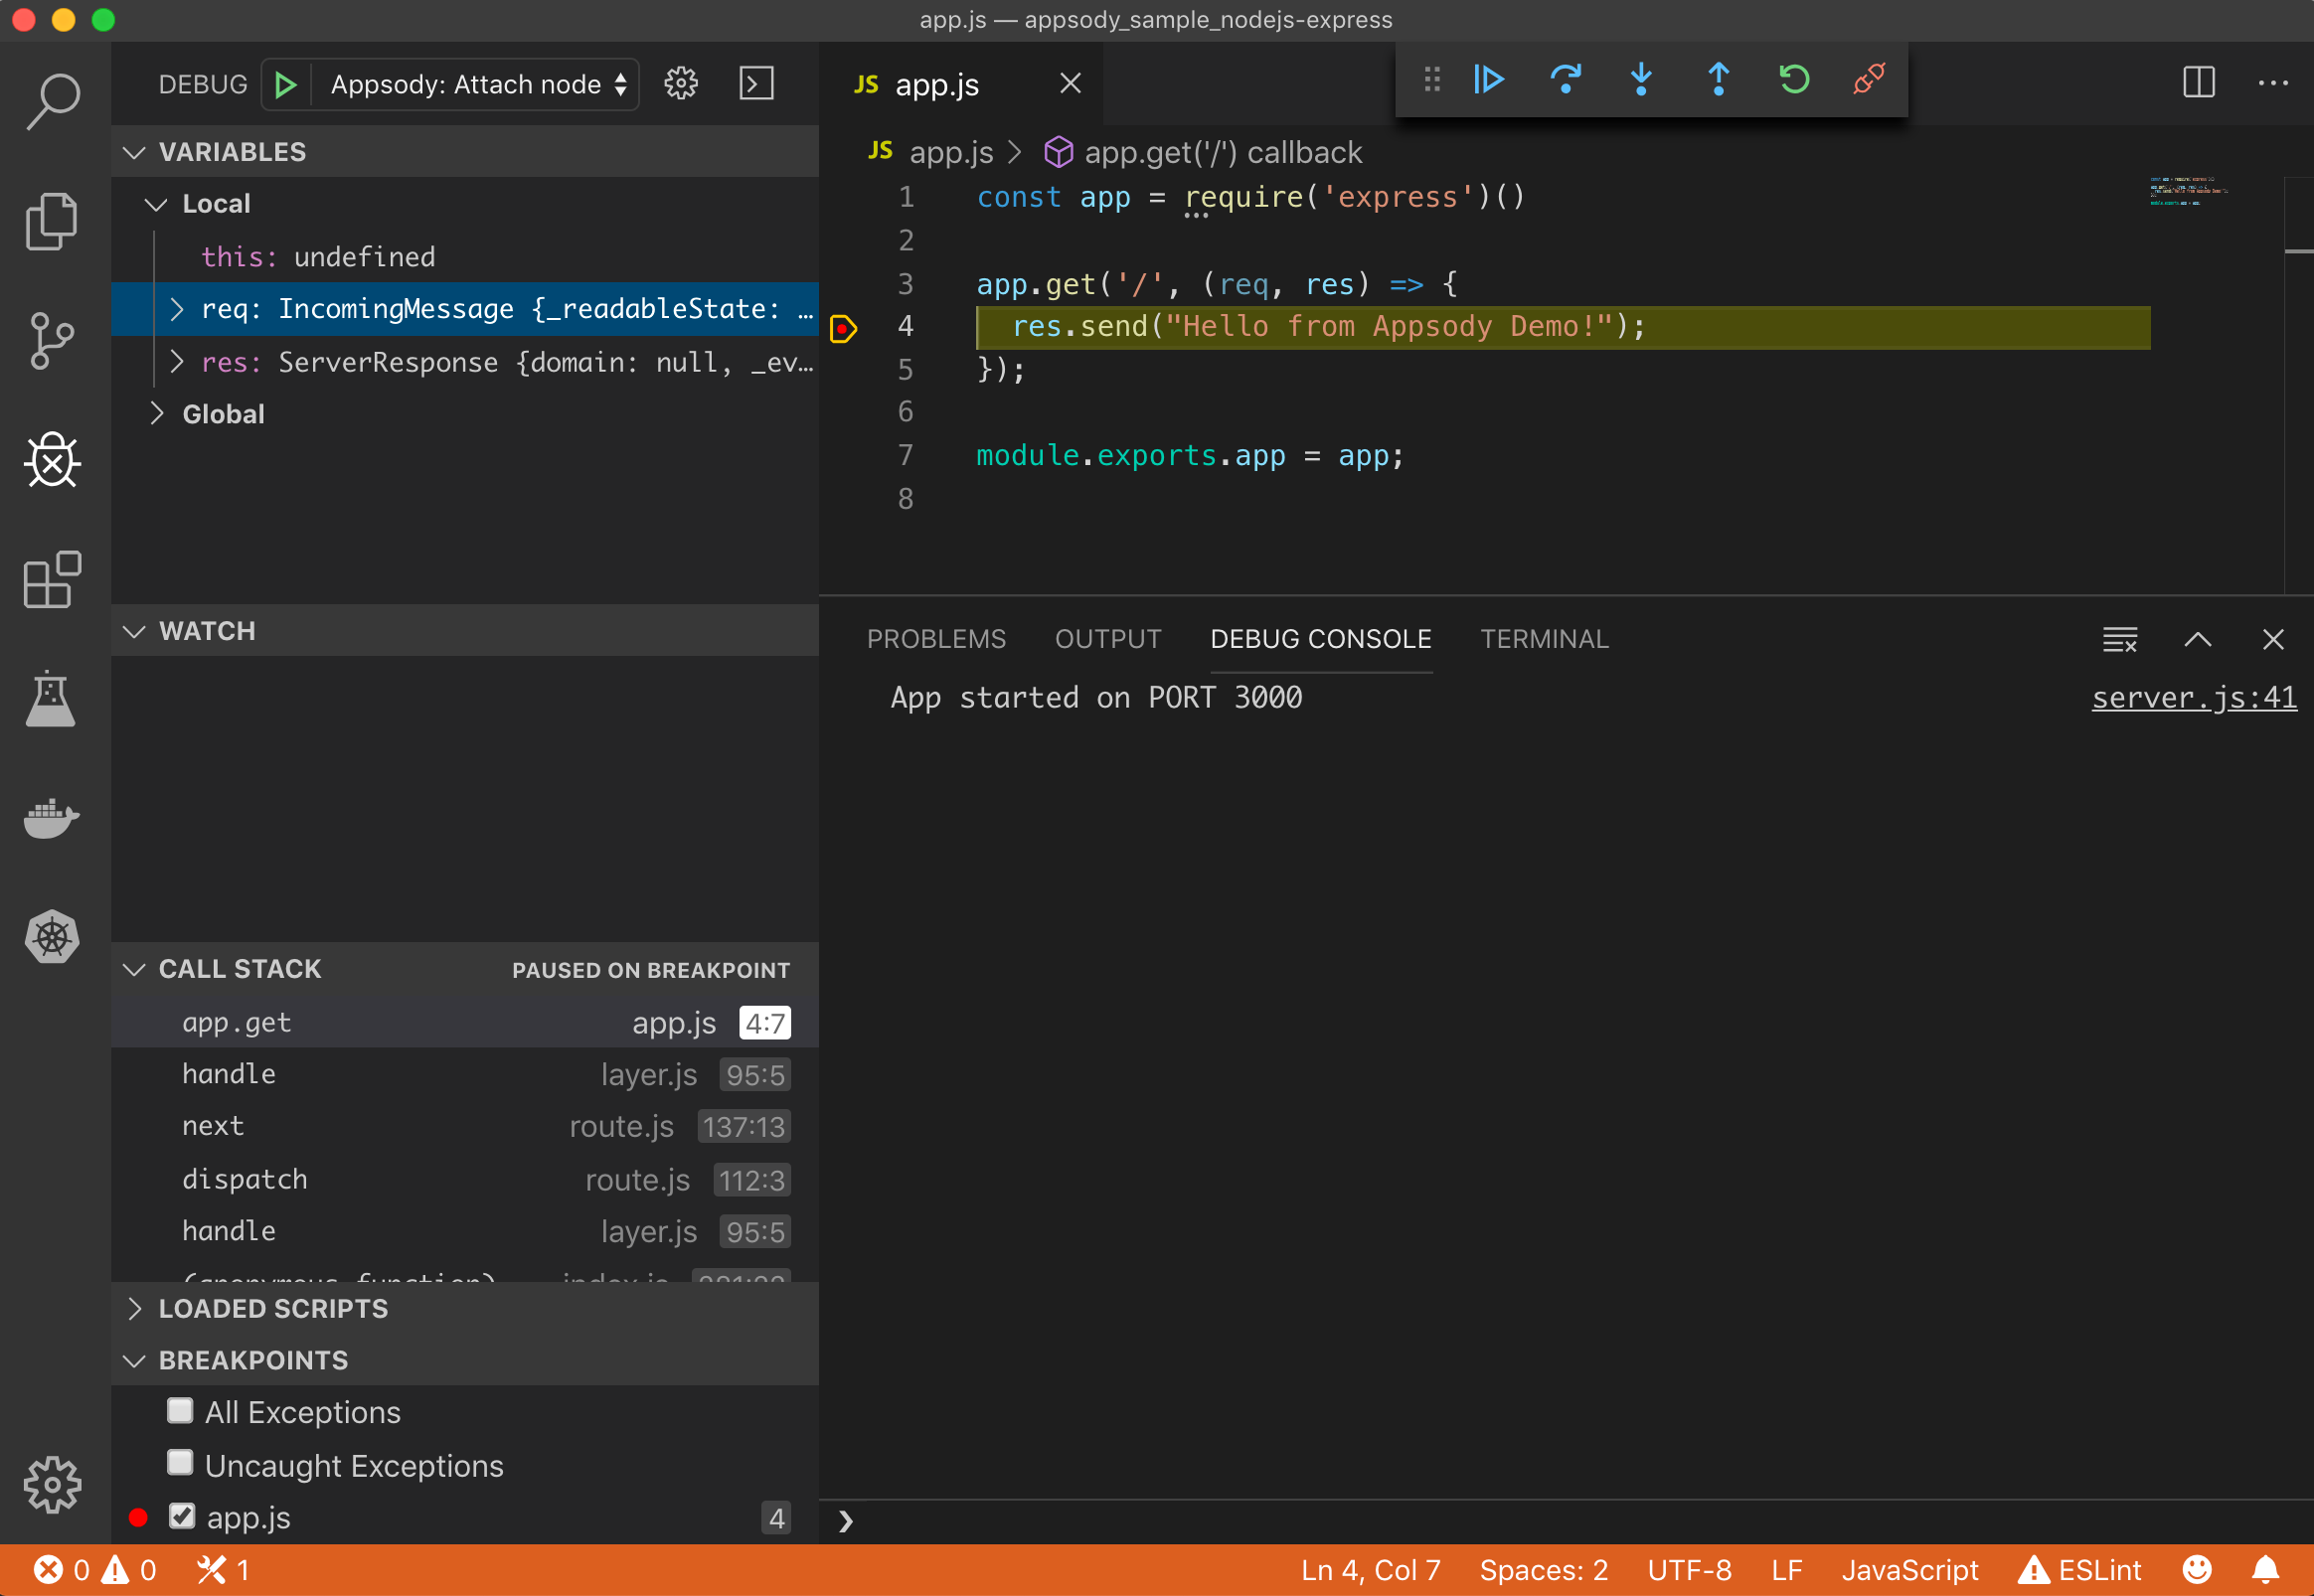 app.js — appsody_sample_nodejs-express
DEBUG Appsody: Attach node
VARIABLES
Local
this: undefined
req: IncomingMessage {_readableState: …
res: ServerResponse {domain: null, _ev…
Global
WATCH
CALL STACK PAUSED ON BREAKPOINT
app.get app.js 4:7
handle layer.js 95:5
next route.js 137:13
dispatch route.js 112:3
handle layer.js 95:5
(anonymous function) index.js
LOADED SCRIPTS
BREAKPOINTS
All Exceptions
Uncaught Exceptions
app.js 4
JS app.js
JS app.js > app.get('/') callback
1 const app = require('express')()
2
3 app.get('/', (req, res) => {
4 res.send("Hello from Appsody Demo!");
5 });
6
7 module.exports.app = app;
8
PROBLEMS OUTPUT DEBUG CONSOLE TERMINAL
App started on PORT 3000 server.js:41
0 0 1 Ln 4, Col 7 Spaces: 2 UTF-8 LF JavaScript ESLint